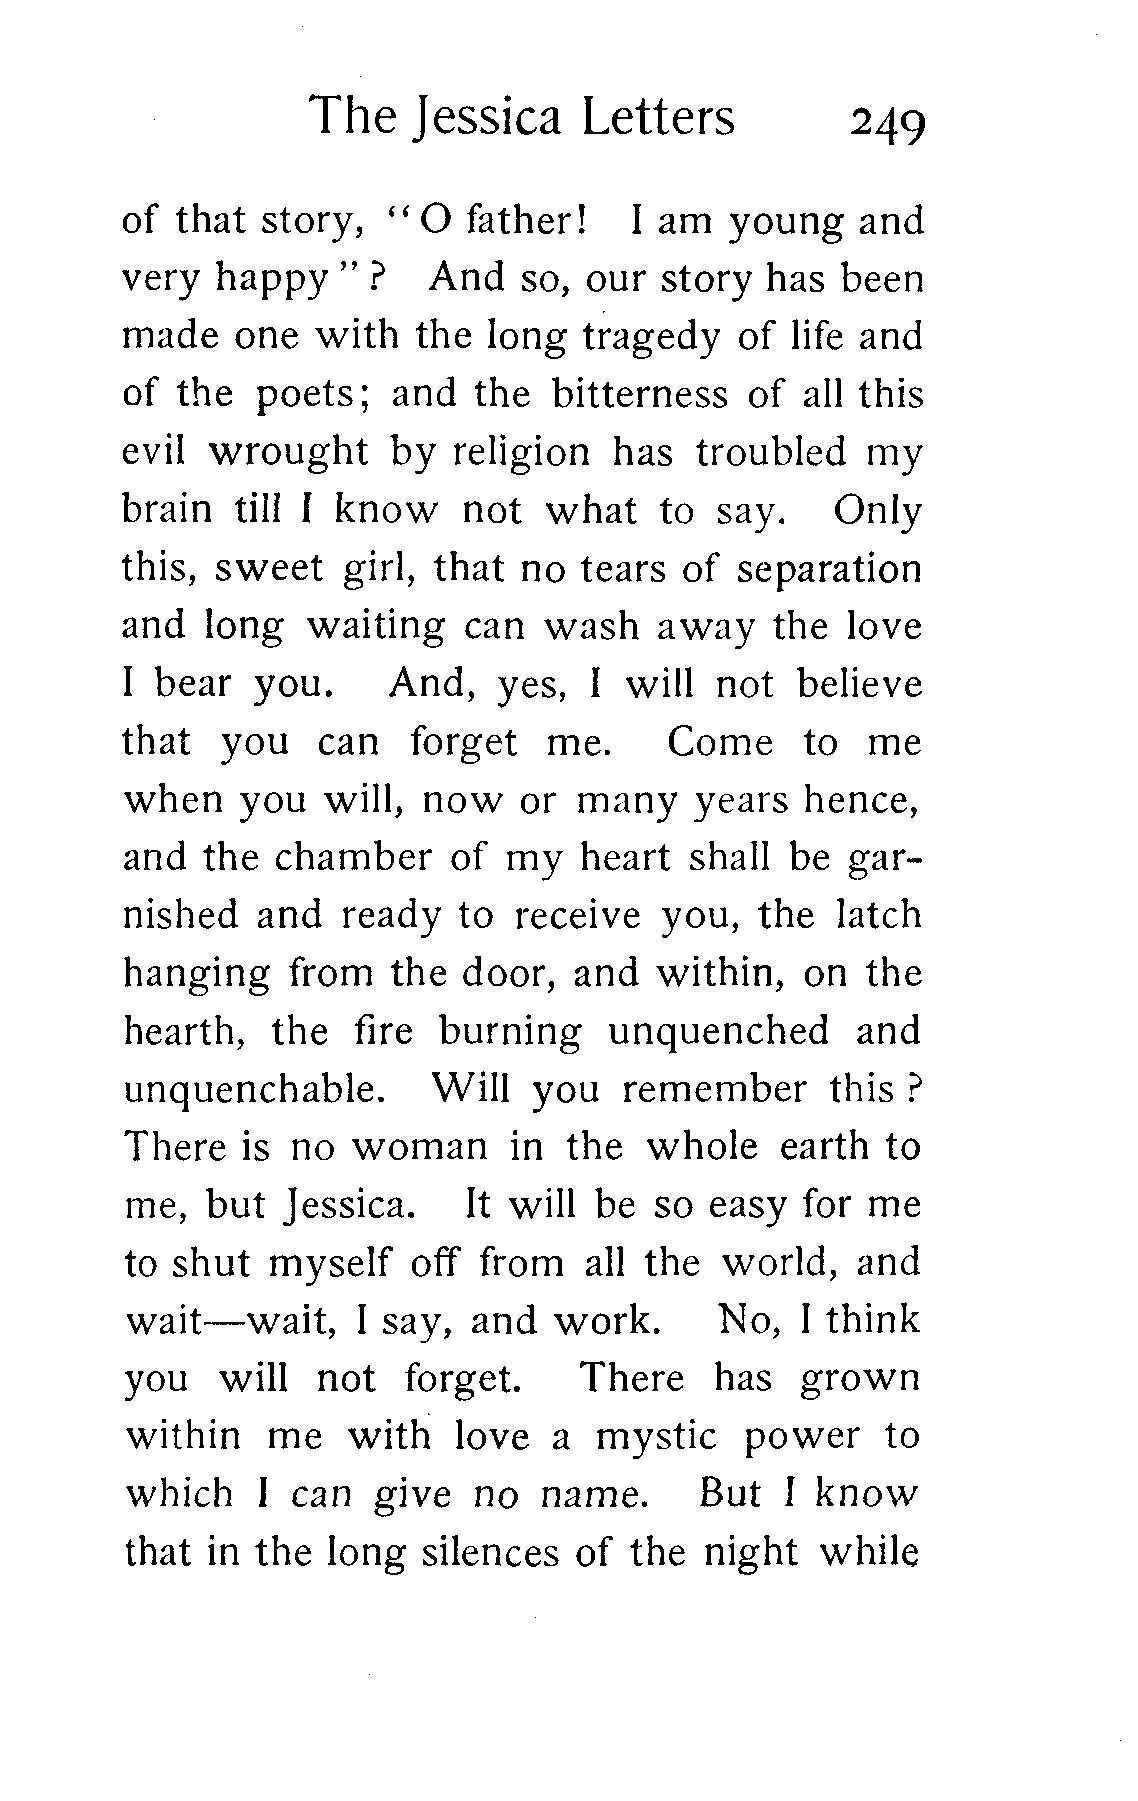 The Jessica Letters 249
of that story, “O father! I am young and
very happy”? And so, our story has been
made one with the long tragedy of life and
of the poets; and the bitterness of all this
evil wrought by religion has troubled my
brain till I know not what to say. Only
this, sweet girl, that no tears of separation
and long waiting can wash away the love
I bear you. And, yes, I will not believe
that you can forget me. Come to me
when you will, now or many years hence,
and the chamber of my heart shall be gar-
nished and ready to receive you, the latch
hanging from the door, and within, on the
hearth, the fire burning unquenched and
unquenchable. Will you remember this?
There is no woman in the whole earth to
me, but Jessica. It will be so easy for me
to shut myself off from all the world, and
wait—wait, I say, and work. No, I think
you will not forget. There has grown
within me with love a mystic power to
which I can give no name. But I know
that in the long silences of the night while